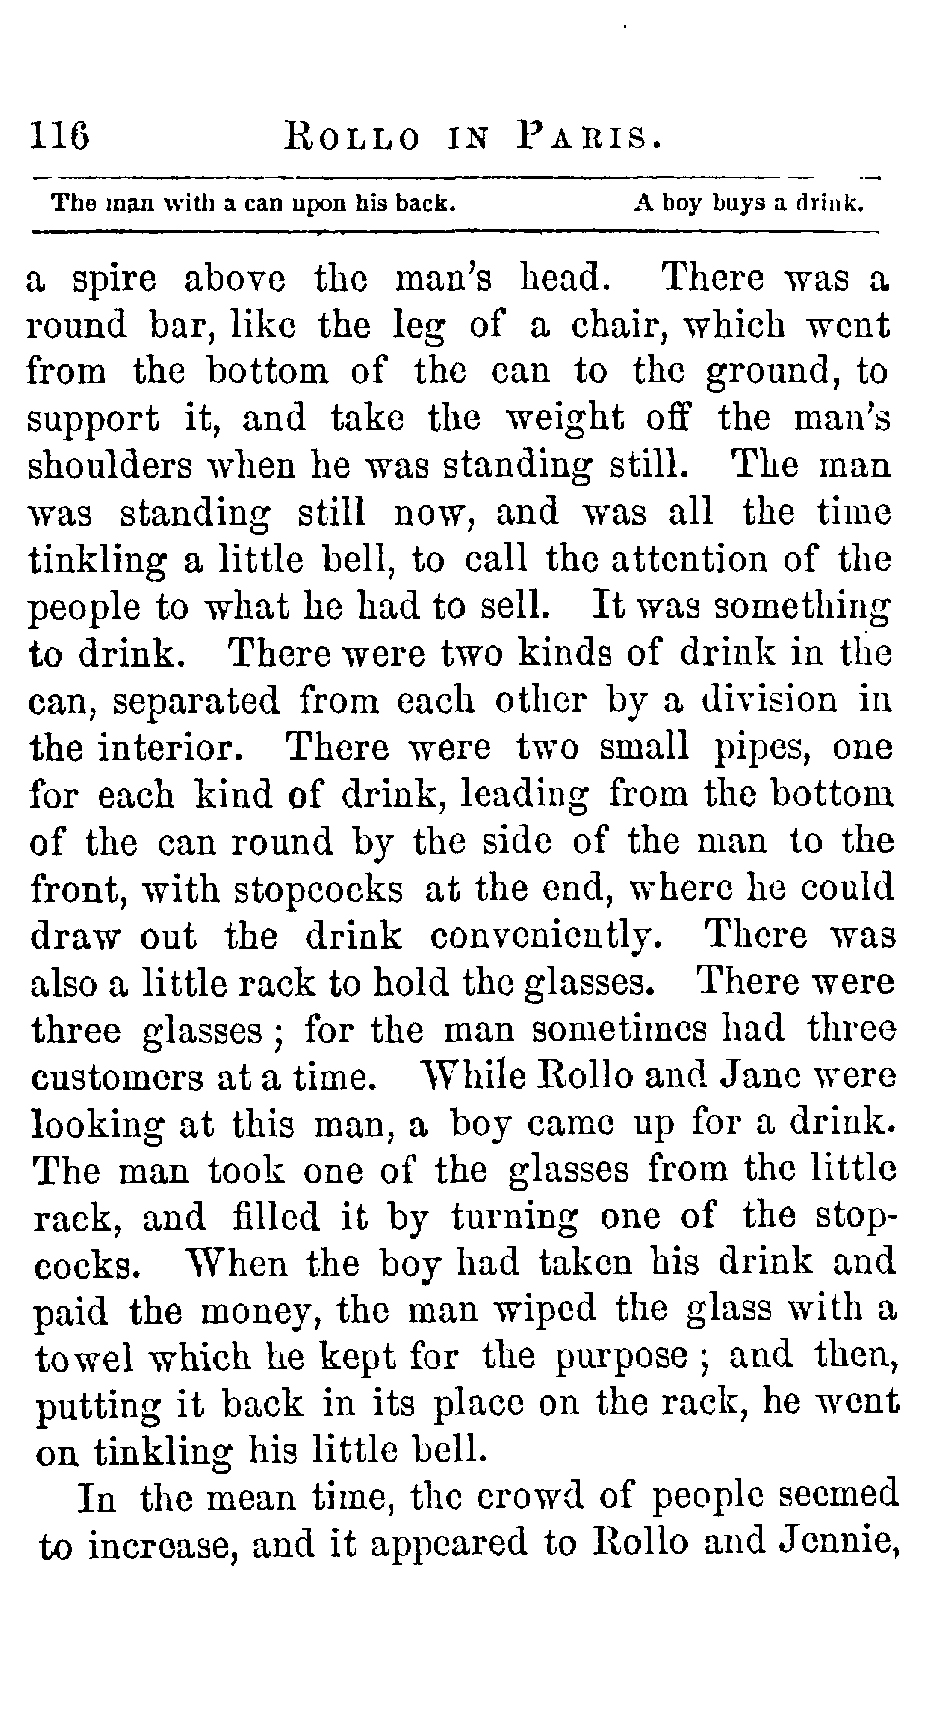 116 ROLLO IN PARIS.
The man with a can upon his back. A boy buys a drink.
a spire above the man's head. There was a
round bar, like the leg of a chair, which went
from the bottom of the can to the ground, to
support it, and take the weight off the man's
shoulders when he was standing still. The man
was standing still now, and was all the time
tinkling a little bell, to call the attention of the
people to what he had to sell. It was something
to drink. There were two kinds of drink in the
can, separated from each other by a division in
the interior. There were two small pipes, one
for each kind of drink, leading from the bottom
of the can round by the side of the man to the
front, with stopcocks at the end, where he could
draw out the drink conveniently. There was
also a little rack to hold the glasses. There were
three glasses ; for the man sometimes had three
customers at a time. While Rollo and Jane were
looking at this man, a boy came up for a drink.
The man took one of the glasses from the little
rack, and filled it by turning one of the stop-
cocks. When the boy had taken his drink and
paid the money, the man wiped the glass with a
towel which he kept for the purpose ; and then,
putting it back in its place on the rack, he went
on tinkling his little bell.
In the mean time, the crowd of people seemed
to increase, and it appeared to Rollo and Jennie,